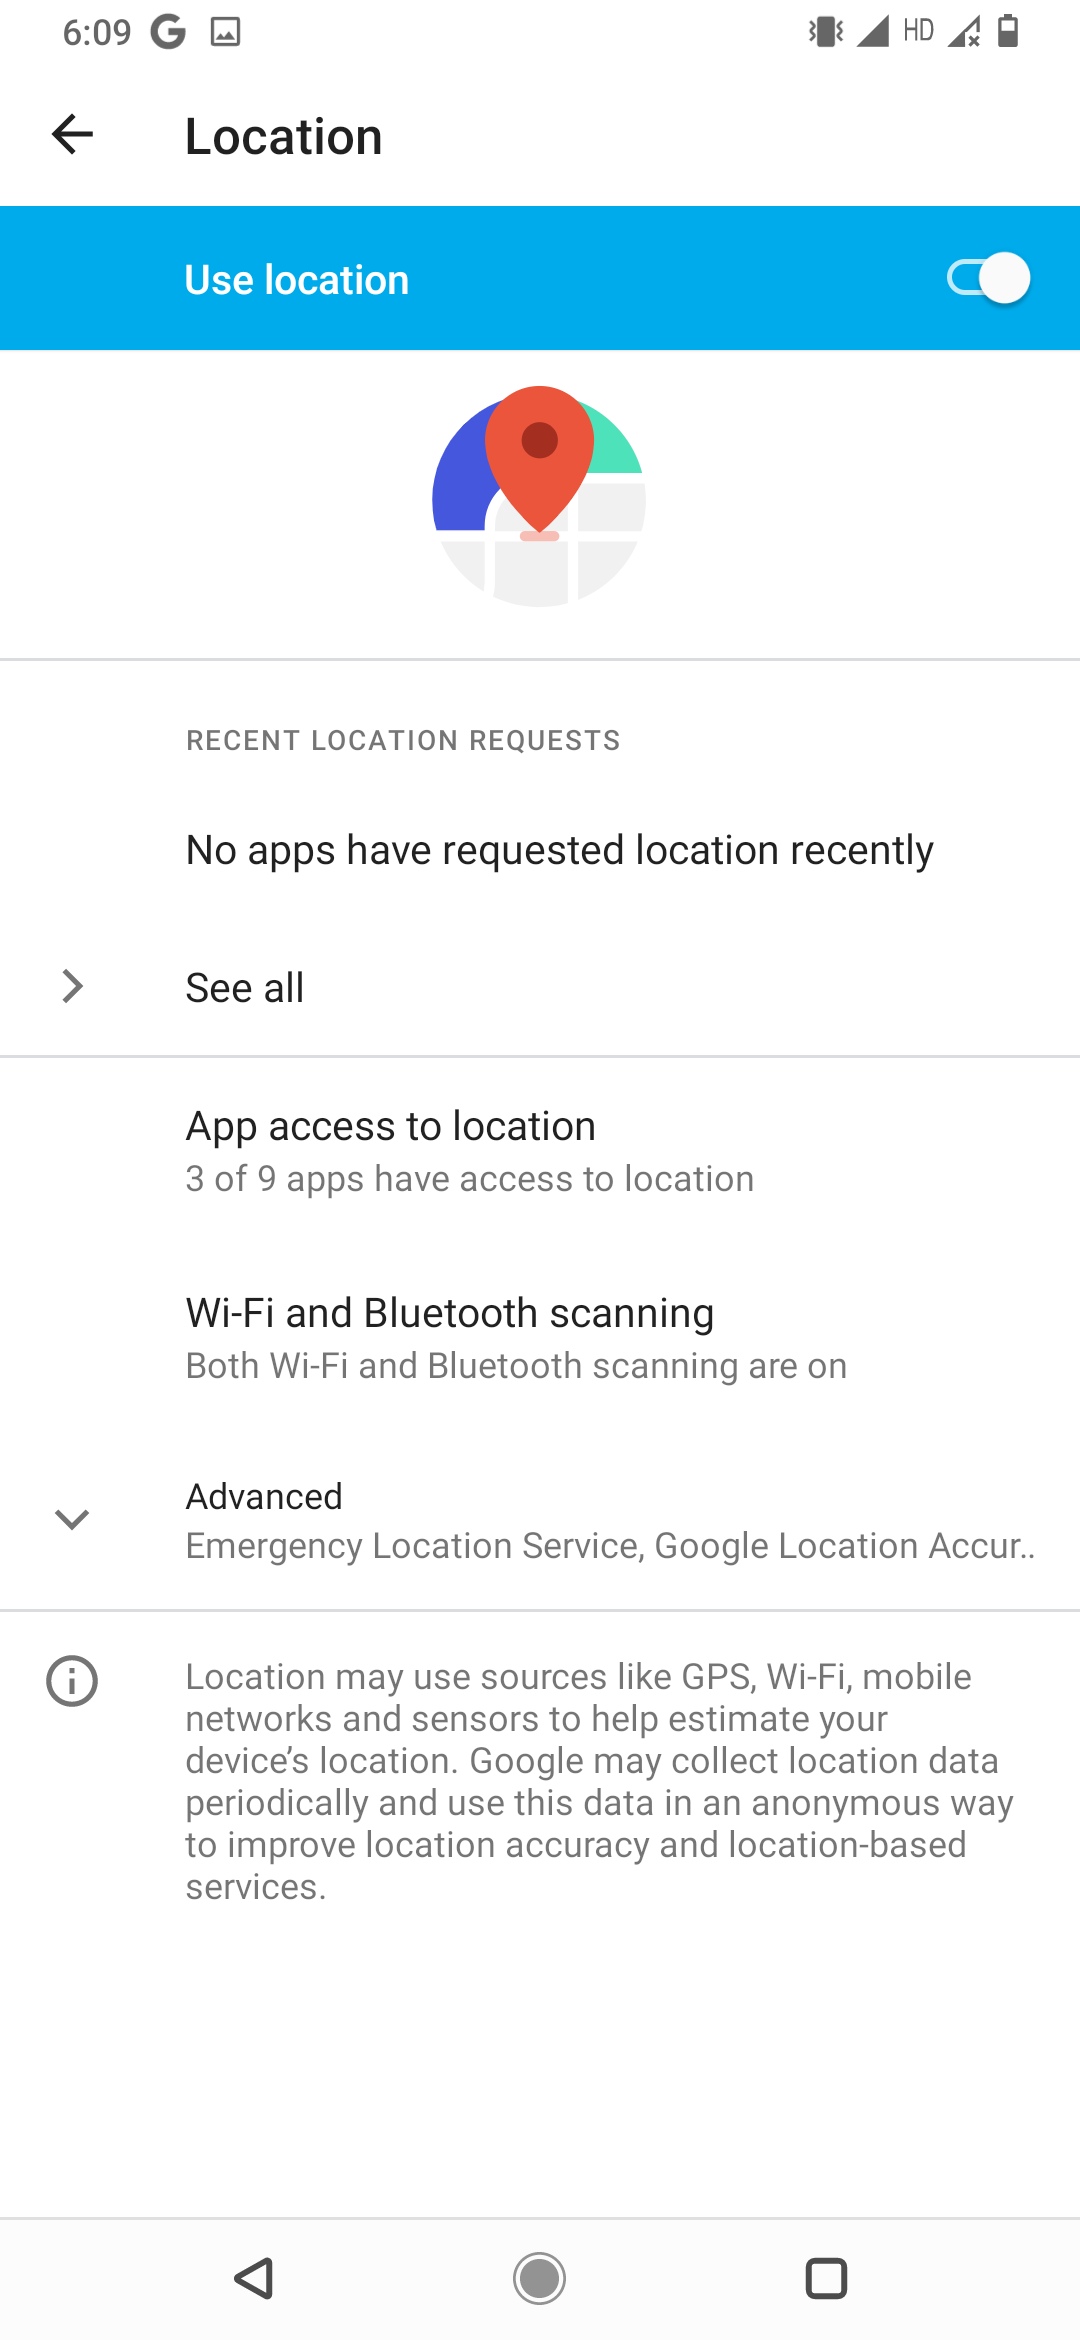 6:09
HD
Location
Use location
RECENT LOCATION REQUESTS
No apps have requested location recently
See all
App access to location
3 of 9 apps have access to location
Wi-Fi and Bluetooth scanning
Both Wi-Fi and Bluetooth scanning are on
Advanced
Emergency Location Service, Google Location Accur..
Location may use sources like GPS, Wi-Fi, mobile
networks and sensors to help estimate your
device’s location. Google may collect location data
periodically and use this data in an anonymous way
to improve location accuracy and location-based
services.